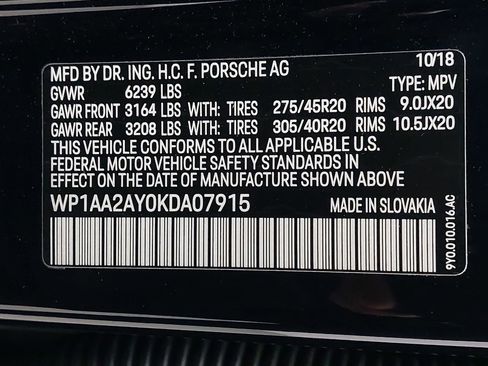 MFD BY DR. ING. H.C. F. PORSCHE AG 10/18
GVWR 6239 LBS TYPE: MPV
GAWR FRONT 3164 LBS WITH: TIRES 275/45R20 RIMS 9.0JX20
GAWR REAR 3208 LBS WITH: TIRES 305/40R20 RIMS 10.5JX20
THIS VEHICLE CONFORMS TO ALL APPLICABLE U.S.
FEDERAL MOTOR VEHICLE SAFETY STANDARDS IN
EFFECT ON THE DATE OF MANUFACTURE SHOWN ABOVE
WP1AA2AY0KDA07915 MADE IN SLOVAKIA
9Y0.010.016.AC